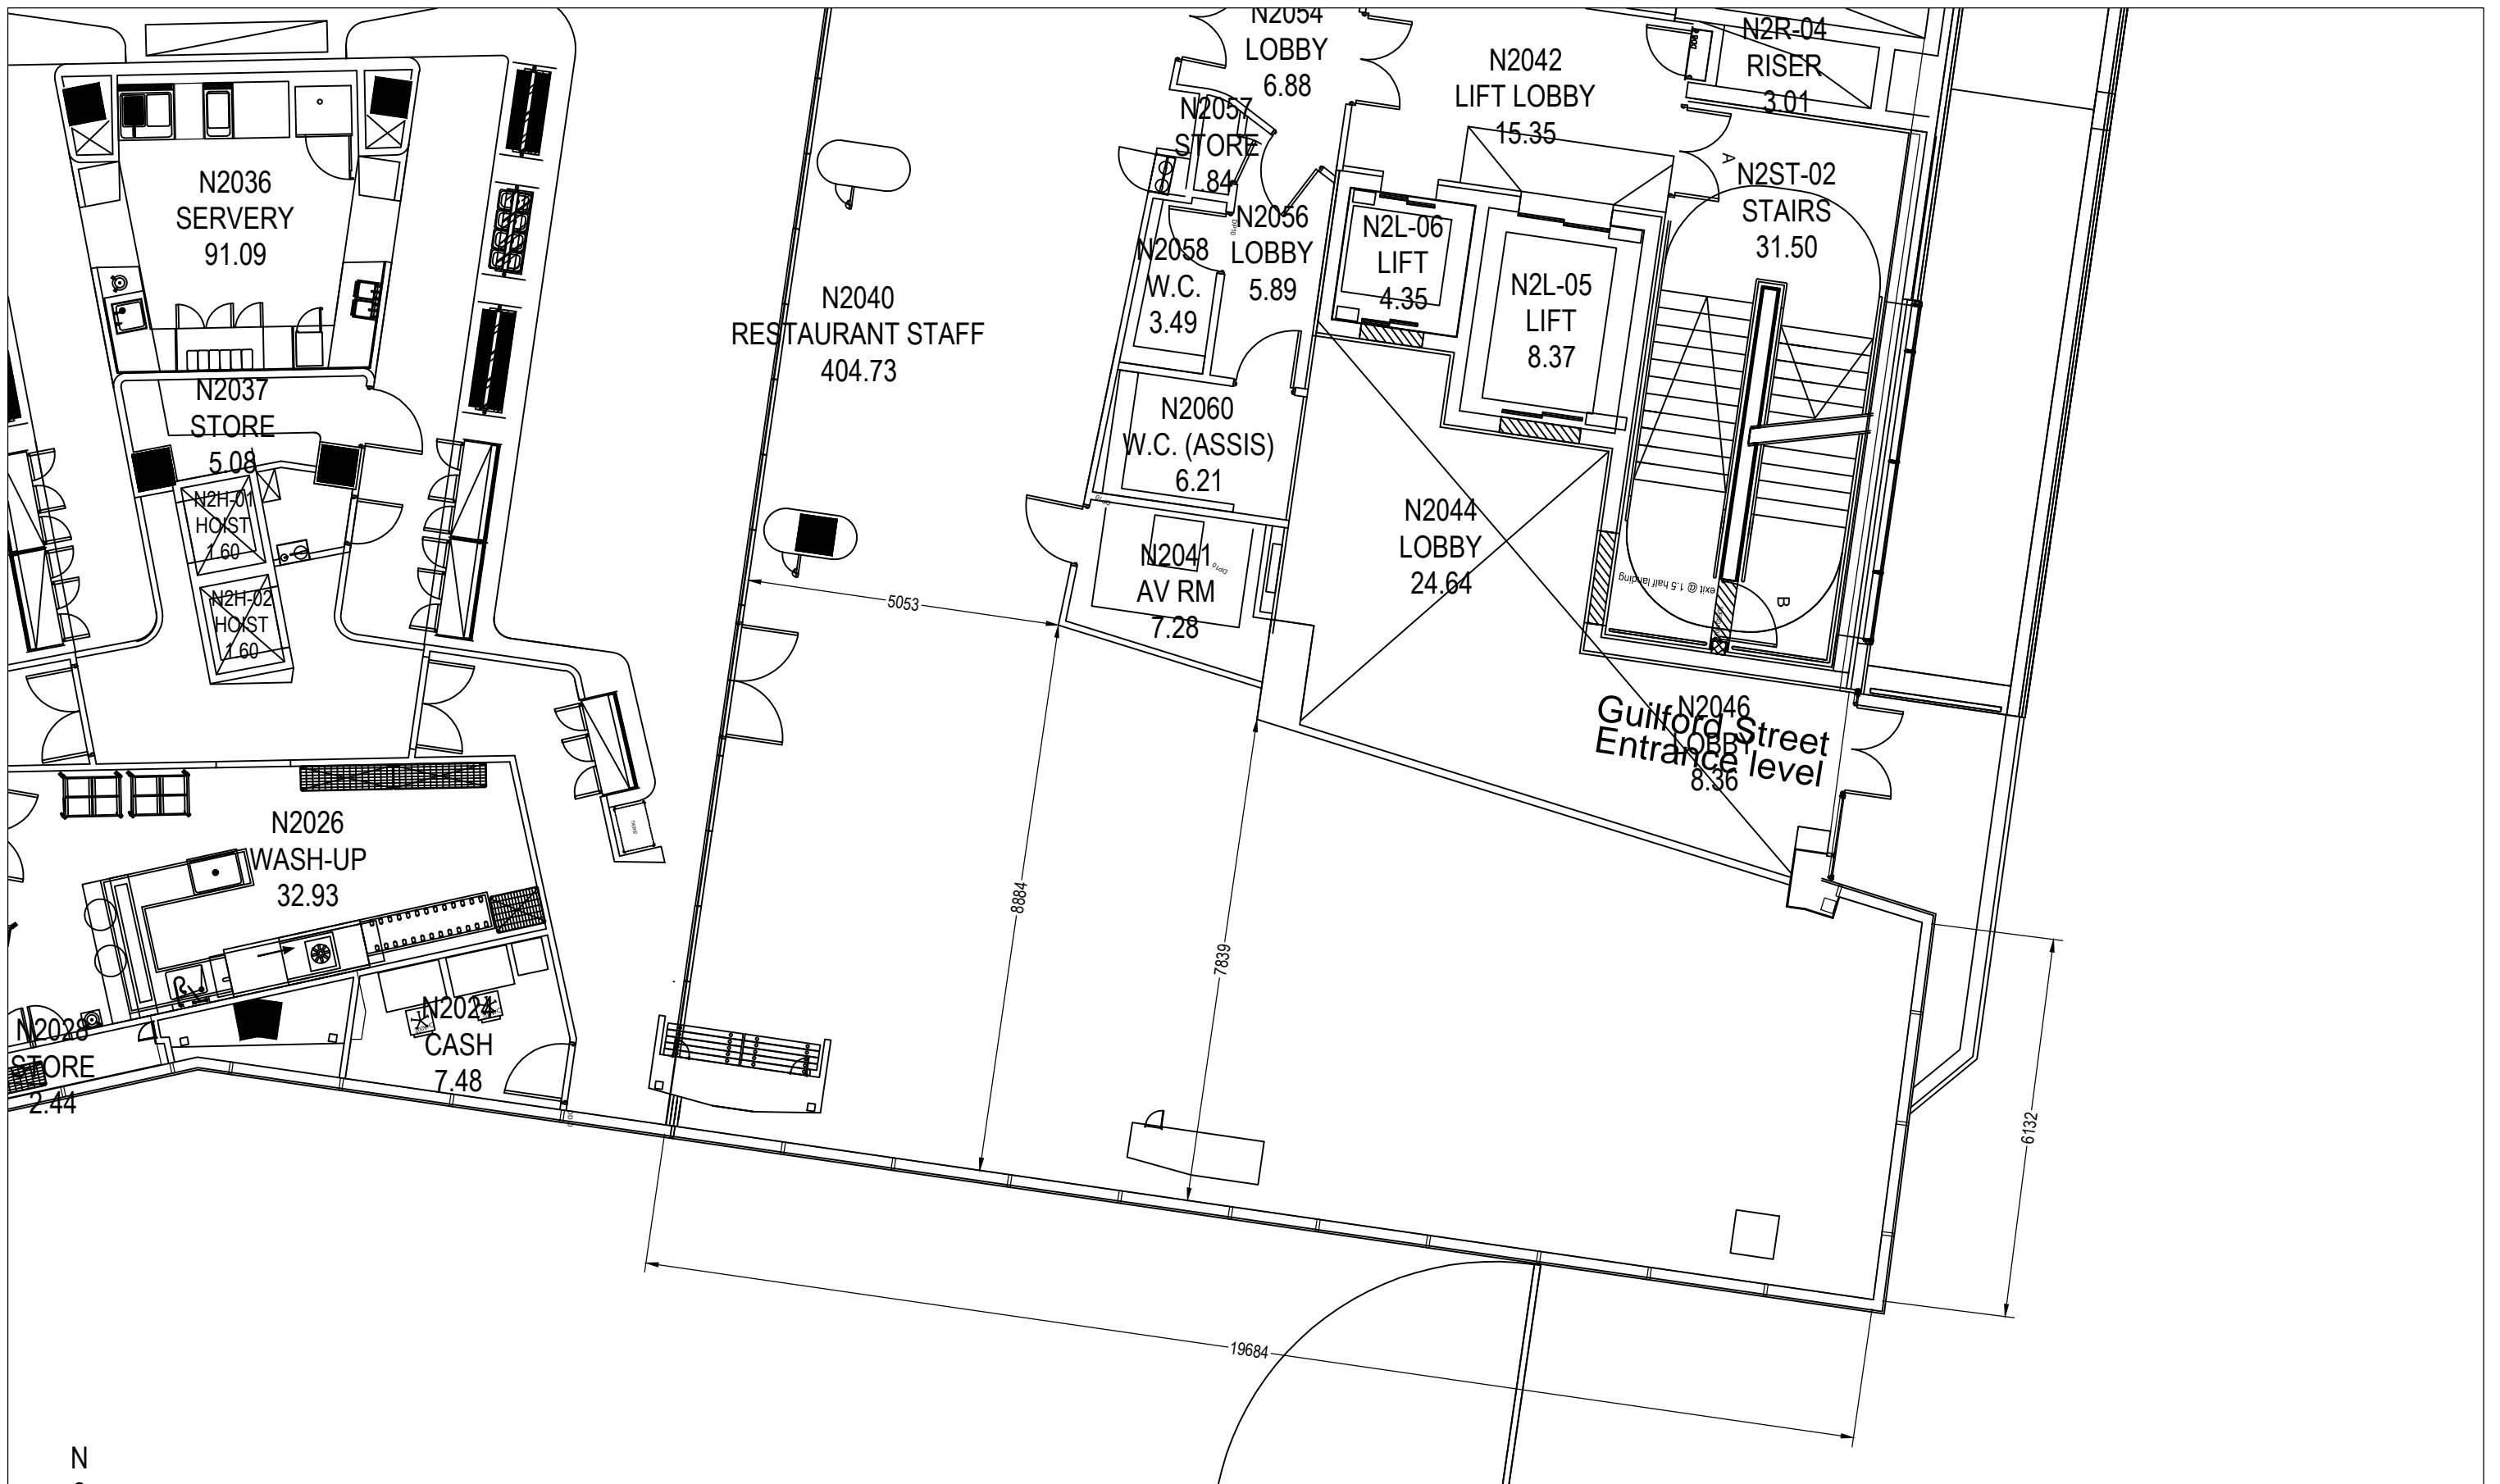 N2054
LOBBY
6.88
N2R-04
RISER
3.01
N2042
LIFT LOBBY
15.35
N2057
STORE
.84
N2036
SERVERY
91.09
A
N2ST-02
STAIRS
31.50
N2056
LOBBY
5.89
N2058
W.C.
3.49
N2L-06
LIFT
4.35
N2L-05
LIFT
8.37
N2040
RESTAURANT STAFF
404.73
N2037
STORE
5.08
N2060
W.C. (ASSIS)
6.21
DP10
DP10
DP10
N2H-01
HOIST
1.60
N2H-02
HOIST
1.60
N2044
LOBBY
24.64
N2041
AV RM
7.28
exit @ 1.5 half landing
B
5053
N2046
LOBBY
8.36
Guilford Street
Entrance level
N2026
WASH-UP
32.93
8884
7839
N2024
CASH
7.48
N2028
STORE
2.44
6132
19684
N